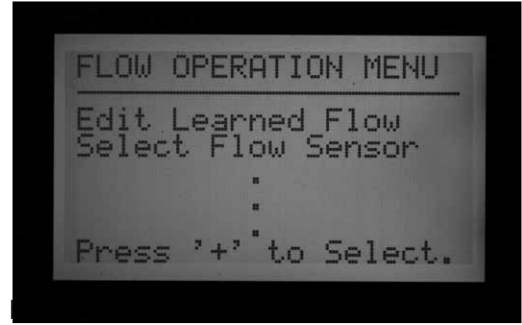 FLOW OPERATION MENU
Edit Learned Flow
Select Flow Sensor
Press '+' to Select.